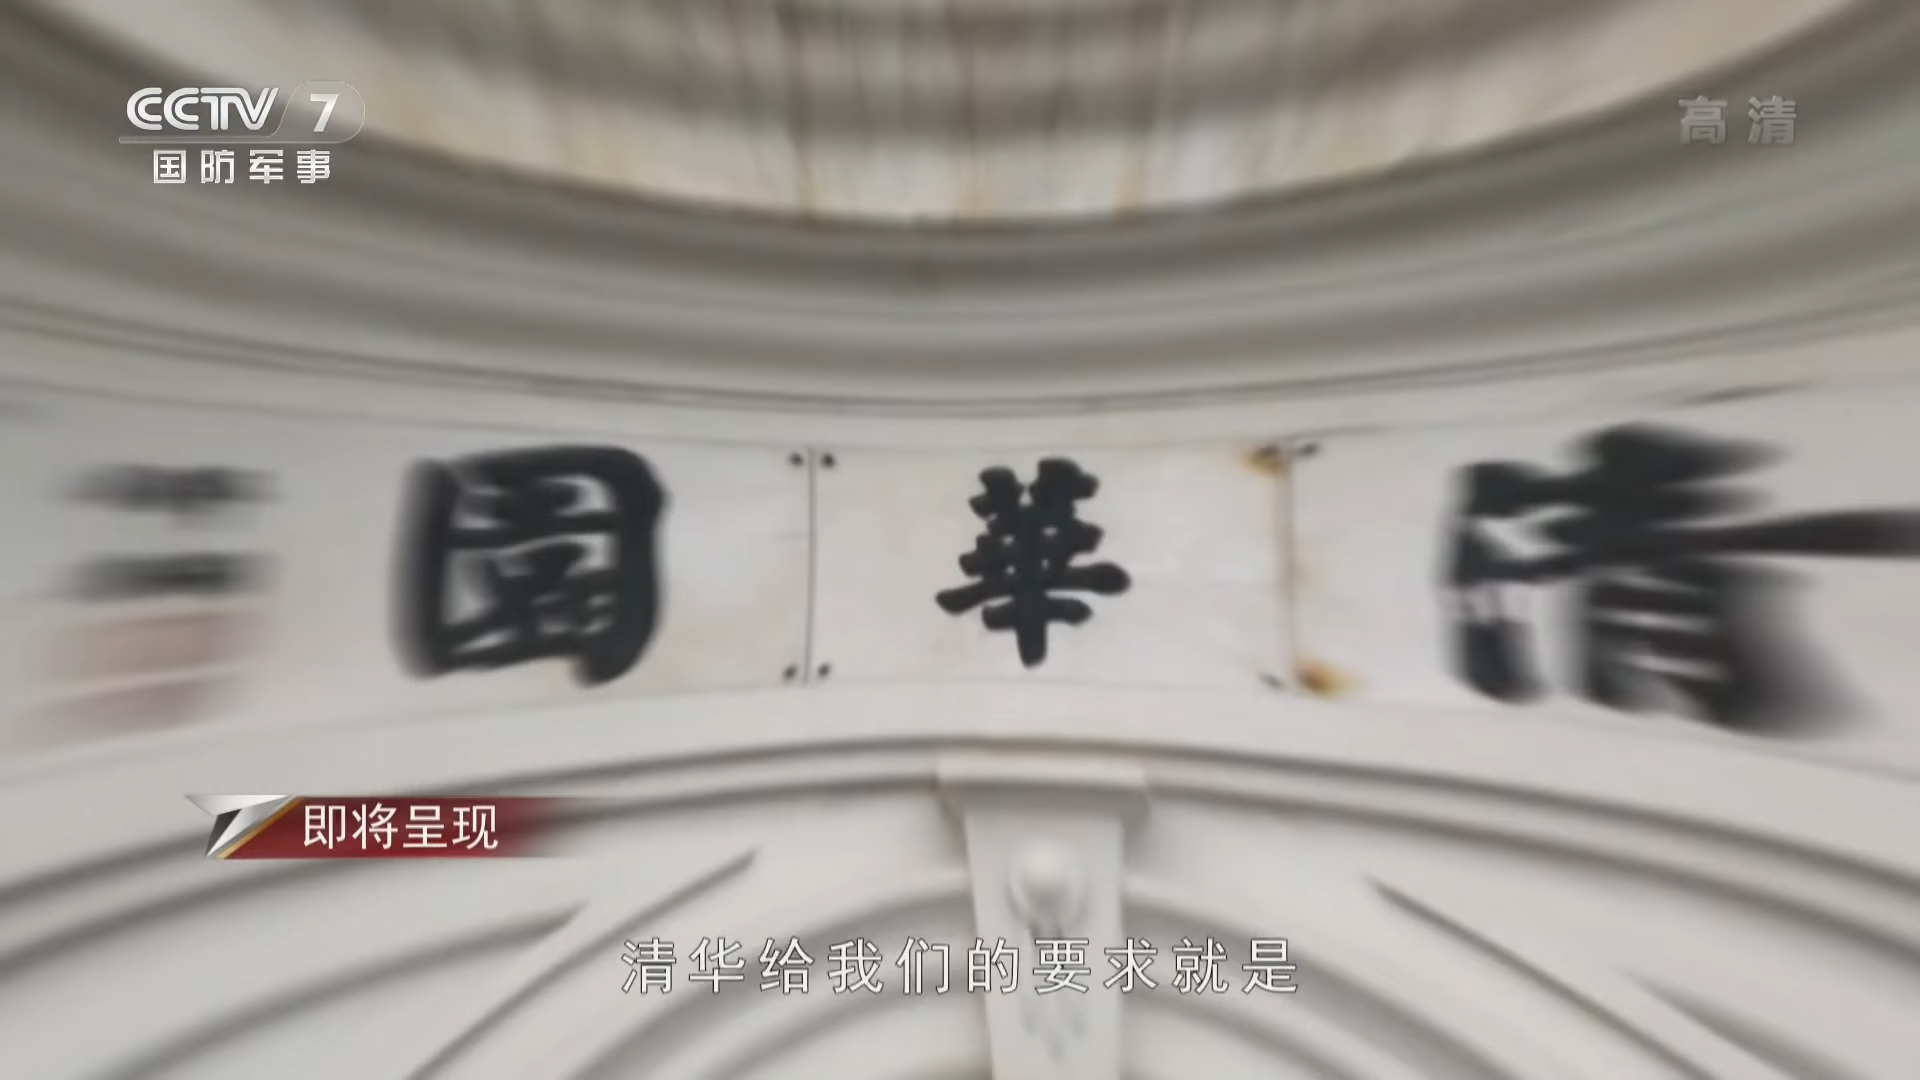 CCTV 7
国防军事
高清
清華園
即将呈现
清华给我们的要求就是